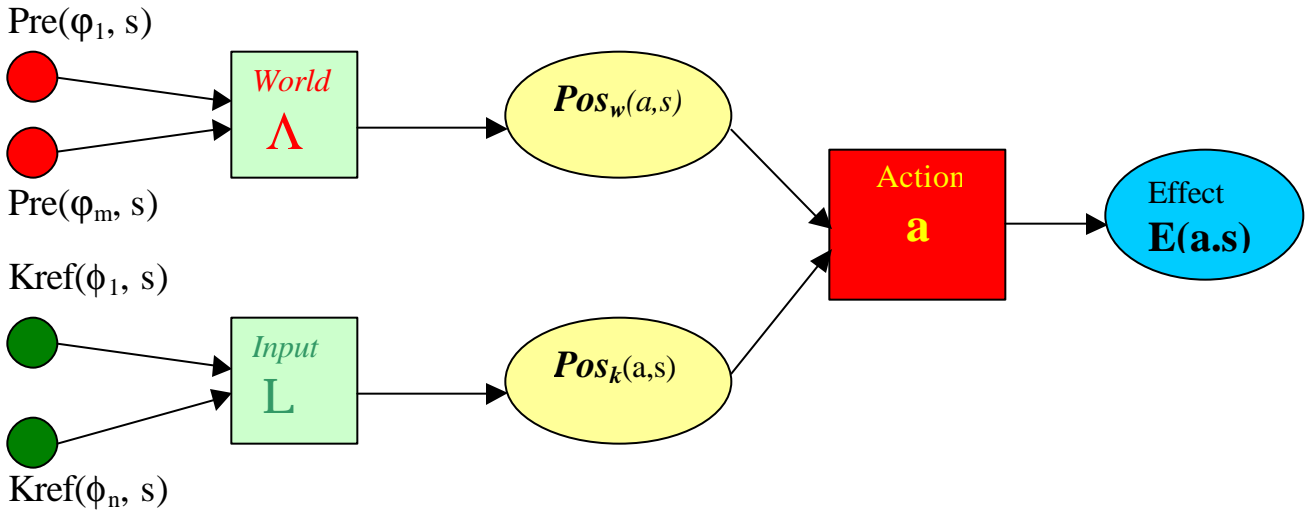 Pre(φ₁, s)
World
Λ
Pos_w(a,s)
Pre(φₘ, s)
Action
a
Effect
E(a.s)
Kref(ϕ₁, s)
Input
L
Pos_k(a,s)
Kref(ϕₙ, s)